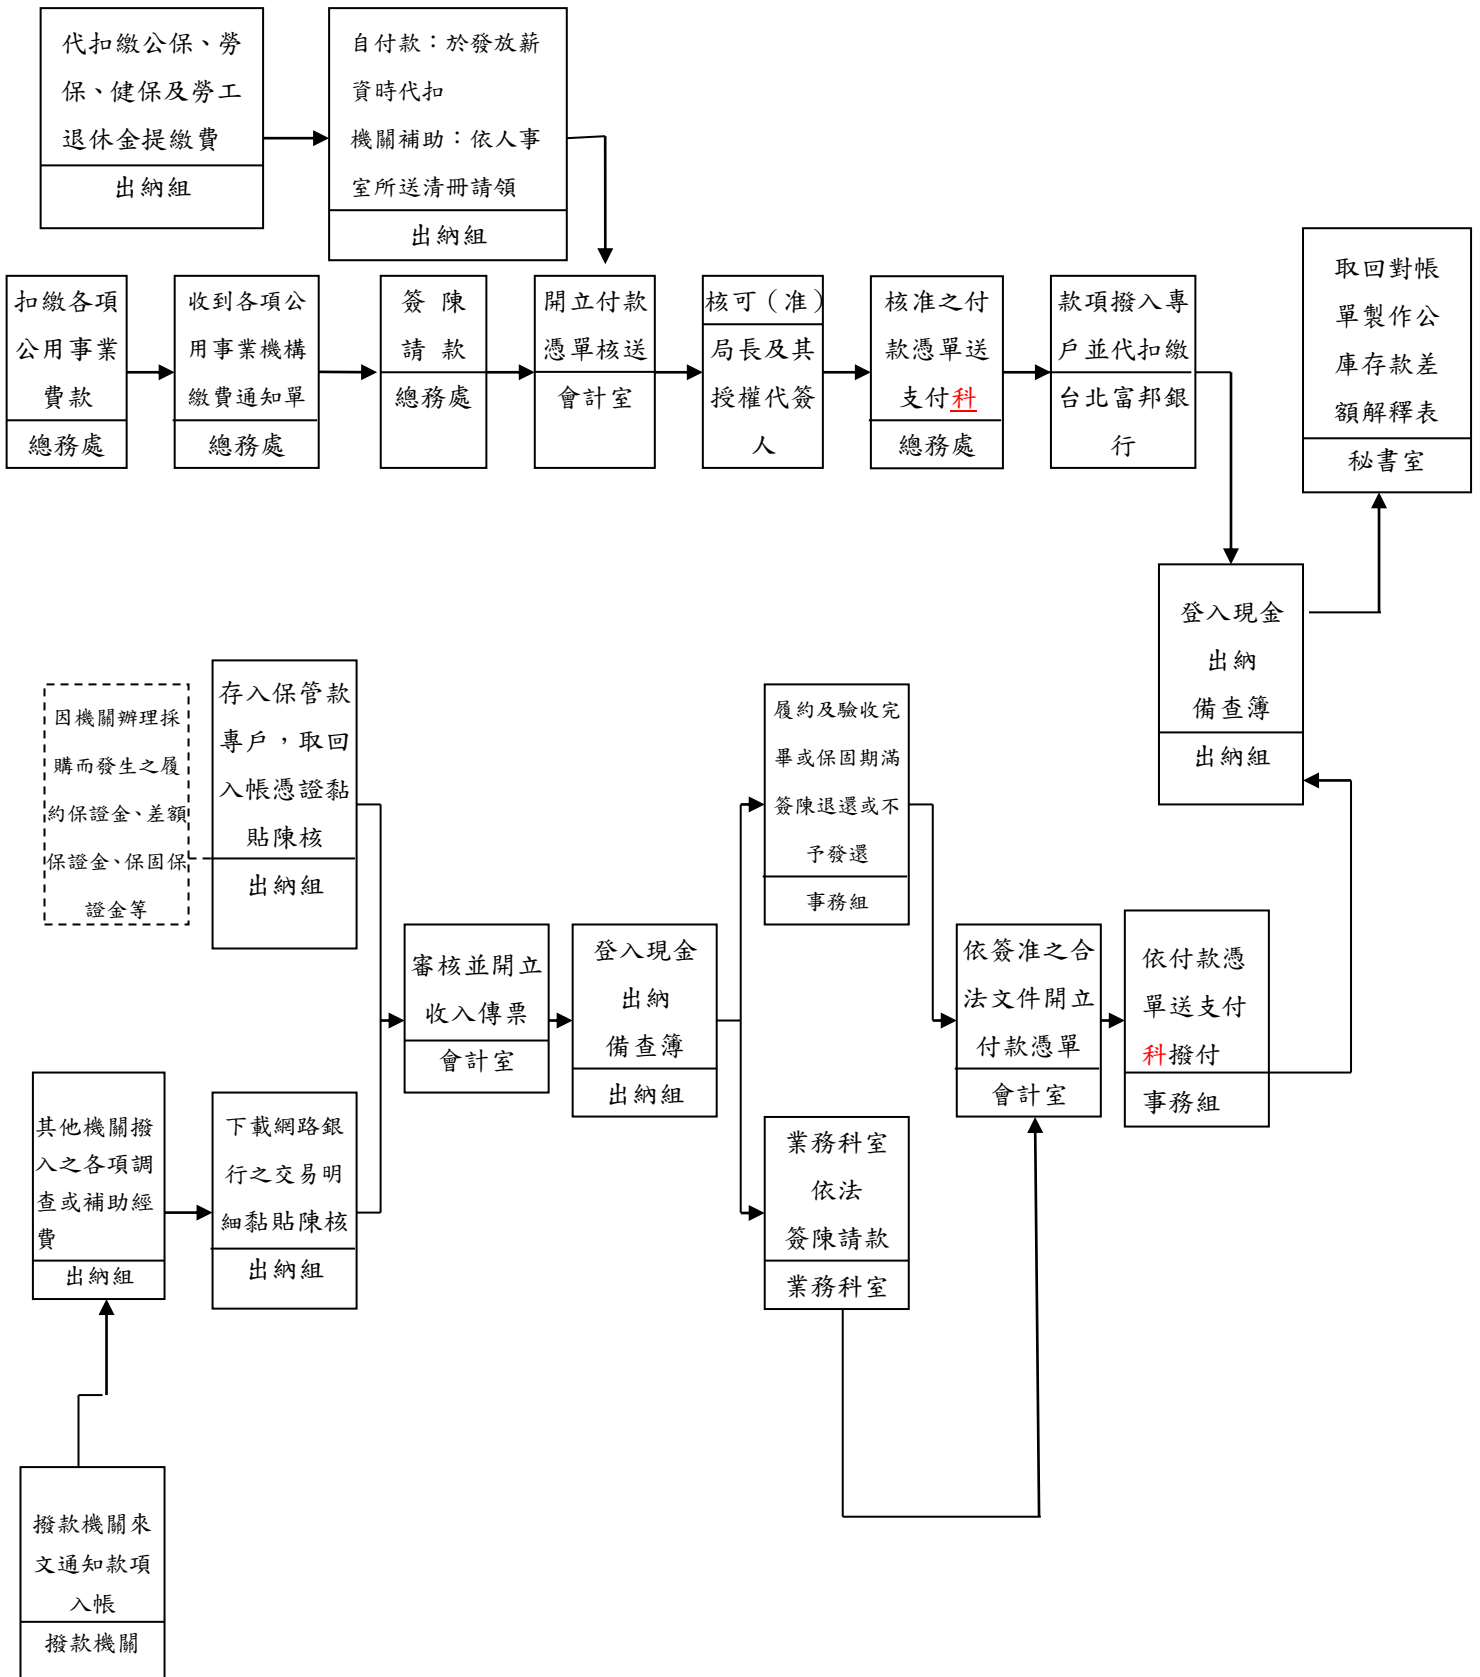 代扣繳公保、勞
保、健保及勞工
退休金提繳費
出納組
自付款：於發放薪
資時代扣
機關補助：依人事
室所送清冊請領
出納組
扣繳各項
公用事業
費款
總務處
收到各項公
用事業機構
繳費通知單
總務處
簽陳
請款
總務處
開立付款
憑單核送
會計室
核可（准）
局長及其
授權代簽
人
核准之付
款憑單送
支付科
總務處
款項撥入專
戶並代扣繳
台北富邦銀
行
取回對帳
單製作公
庫存款差
額解釋表
秘書室
登入現金
出納
備查簿
出納組
因機關辦理採
購而發生之履
約保證金、差額
保證金、保固保
證金等
存入保管款
專戶，取回
入帳憑證黏
貼陳核
出納組
審核並開立
收入傳票
會計室
登入現金
出納
備查簿
出納組
履約及驗收完
畢或保固期滿
簽陳退還或不
予發還
事務組
依簽准之合
法文件開立
付款憑單
會計室
依付款憑
單送支付
科撥付
事務組
其他機關撥
入之各項調
查或補助經
費
出納組
下載網路銀
行之交易明
細黏貼陳核
出納組
業務科室
依法
簽陳請款
業務科室
撥款機關來
文通知款項
入帳
撥款機關